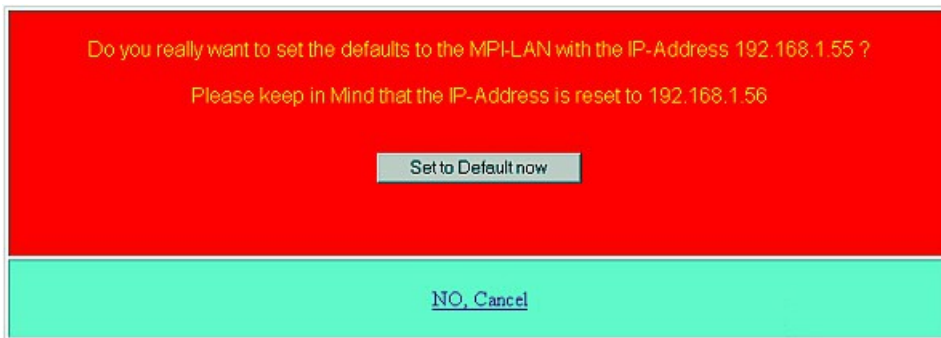 Do you really want to set the defaults to the MPI-LAN with the IP-Address 192.168.1.55 ?
Please keep in Mind that the IP-Address is reset to 192.168.1.56
Set to Default now
NO, Cancel